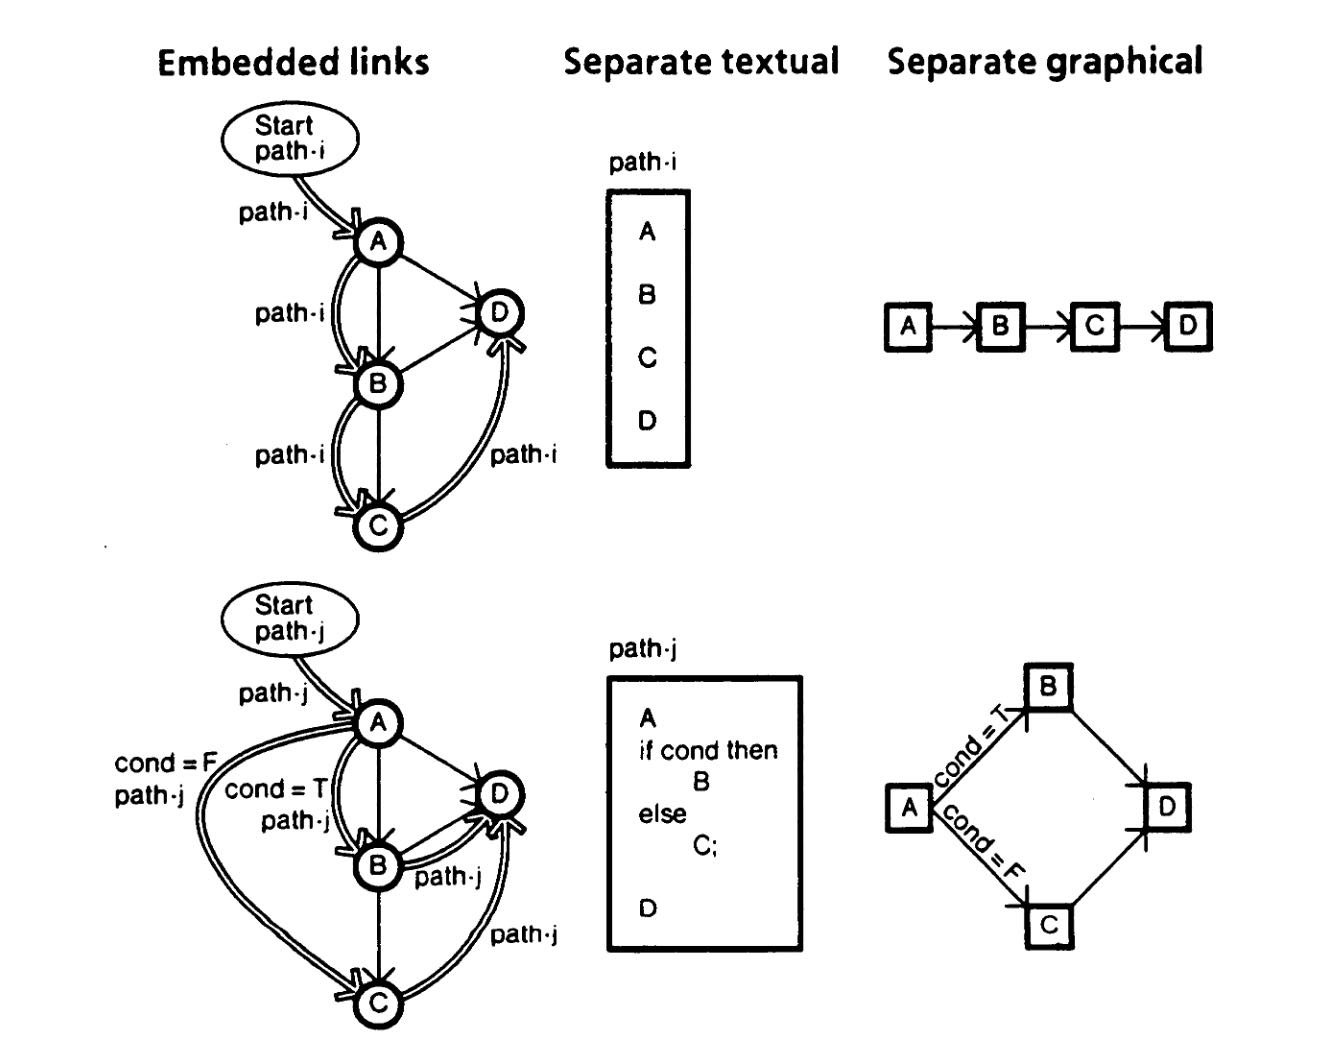 Embedded links
Separate textual
Separate graphical
Start
path·i
path·i
A
path·i
D
B
path·i
path·i
C
path·i
A
B
C
D
A
B
C
D
Start
path·j
path·j
A
cond = F
path·j
cond = T
path·j
D
B
path·j
path·j
C
path·j
A
if cond then
B
else
C;
D
B
cond = T
A
D
cond = F
C